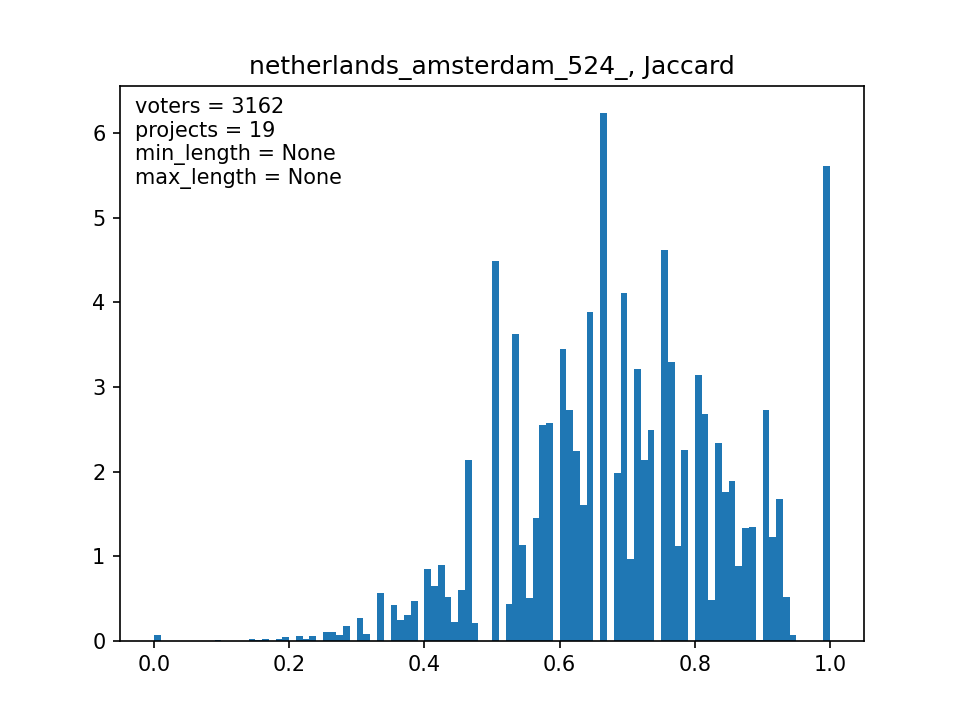 netherlands_amsterdam_524_, Jaccard
voters = 3162
projects = 19
min_length = None
max_length = None
6
5
4
3
2
1
0
0.0 0.2 0.4 0.6 0.8 1.0